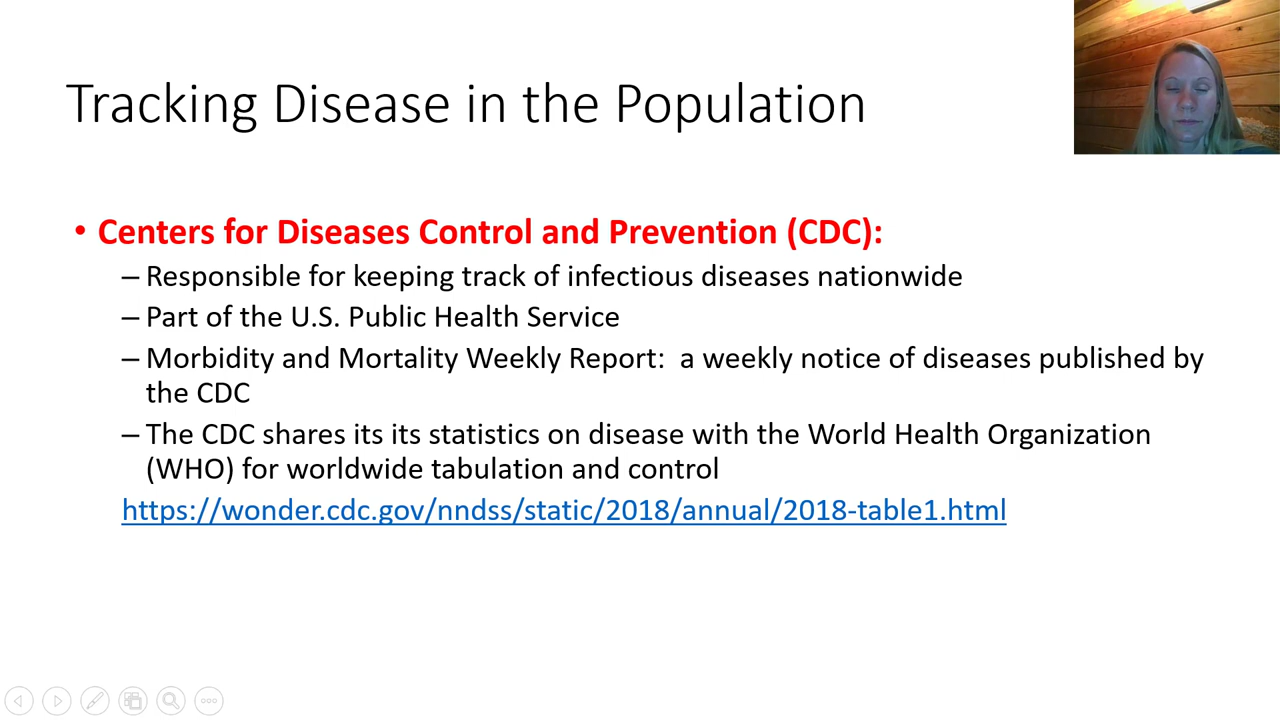 Tracking Disease in the Population
• Centers for Diseases Control and Prevention (CDC):
– Responsible for keeping track of infectious diseases nationwide
– Part of the U.S. Public Health Service
– Morbidity and Mortality Weekly Report:  a weekly notice of diseases published by
the CDC
– The CDC shares its its statistics on disease with the World Health Organization
(WHO) for worldwide tabulation and control
https://wonder.cdc.gov/nndss/static/2018/annual/2018-table1.html